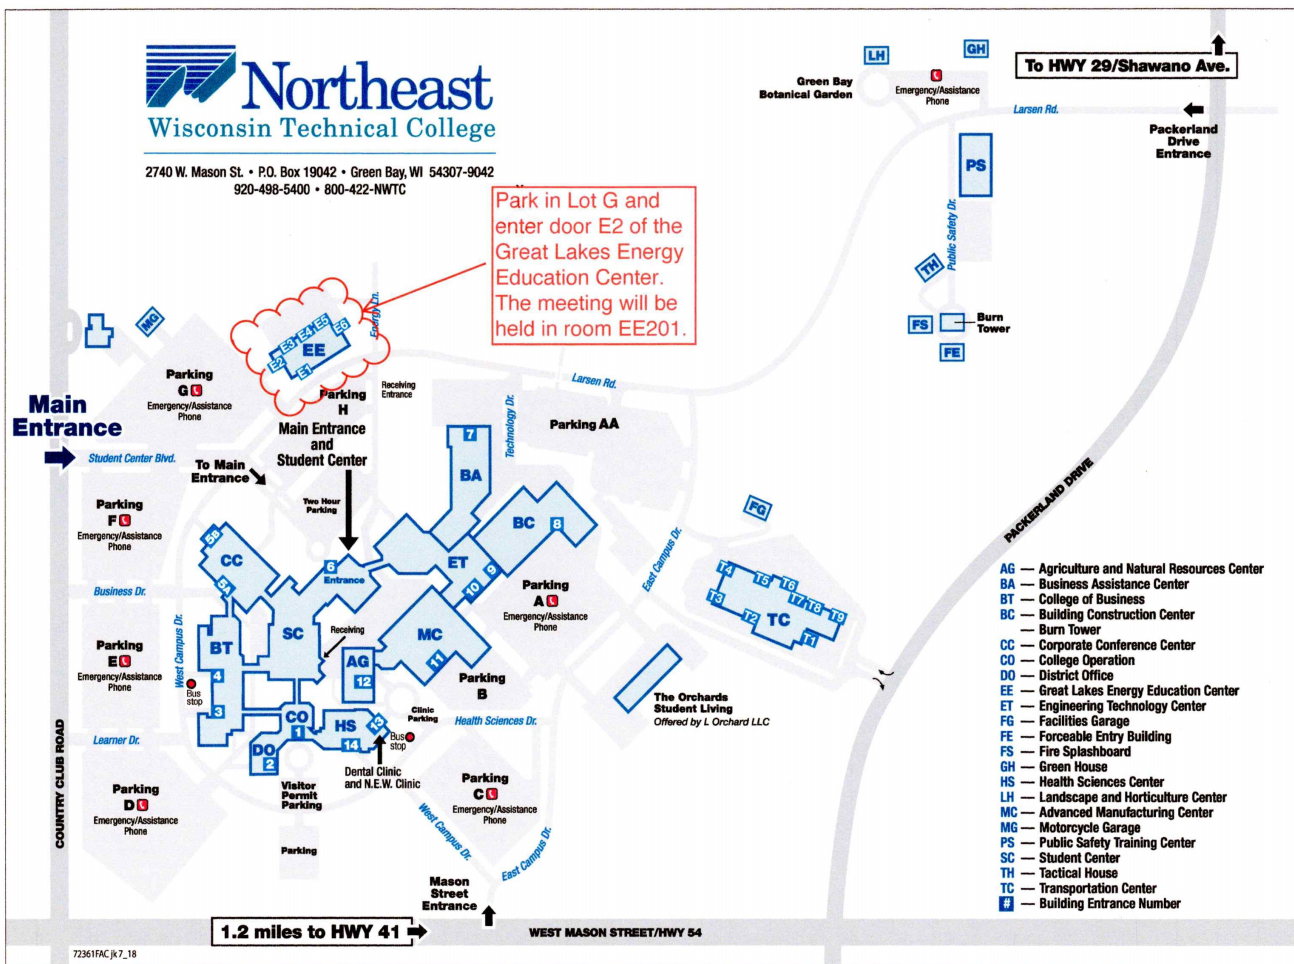 Northeast
Wisconsin Technical College
2740 W. Mason St. • P.O. Box 19042 • Green Bay, WI 54307-9042
920-498-5400 • 800-422-NWTC
Park in Lot G and
enter door E2 of the
Great Lakes Energy
Education Center.
The meeting will be
held in room EE201.
LH
GH
Green Bay
Botanical Garden
Emergency/Assistance
Phone
To HWY 29/Shawano Ave.
Larsen Rd.
Packerland
Drive
Entrance
PS
Public Safety Dr.
TH
FS
Burn
Tower
FE
MG
Energy Ln.
E1
E2
E3
E4
E5
E6
EE
Parking
G
Emergency/Assistance
Phone
Parking
H
Receiving
Entrance
Main
Entrance
Student Center Blvd.
To Main
Entrance
Main Entrance
and
Student Center
Two Hour
Parking
Larsen Rd.
Technology Dr.
Parking AA
7
BA
BC
8
ET
9
10
6
Entrance
5B
CC
5A
Parking
F
Emergency/Assistance
Phone
Business Dr.
West Campus Dr.
BT
4
3
SC
Receiving
AG
12
MC
11
Parking
A
Emergency/Assistance
Phone
East Campus Dr.
FG
T4
T5
T6
T7
T8
T9
T3
T2
T1
TC
PACKERLAND DRIVE
Parking
E
Emergency/Assistance
Phone
Bus
stop
Parking
B
Clinic
Parking
Health Sciences Dr.
The Orchards
Student Living
Offered by L Orchard LLC
CO
1
HS
14
15
DO
2
Bus
stop
Dental Clinic
and N.E.W. Clinic
Learner Dr.
COUNTRY CLUB ROAD
Parking
D
Emergency/Assistance
Phone
Visitor
Permit
Parking
Parking
Parking
C
Emergency/Assistance
Phone
West Campus Dr.
East Campus Dr.
Mason
Street
Entrance
1.2 miles to HWY 41
WEST MASON STREET/HWY 54
72361FAC jk 7_18
AG — Agriculture and Natural Resources Center
BA — Business Assistance Center
BT — College of Business
BC — Building Construction Center
— Burn Tower
CC — Corporate Conference Center
CO — College Operation
DO — District Office
EE — Great Lakes Energy Education Center
ET — Engineering Technology Center
FG — Facilities Garage
FE — Forceable Entry Building
FS — Fire Splashboard
GH — Green House
HS — Health Sciences Center
LH — Landscape and Horticulture Center
MC — Advanced Manufacturing Center
MG — Motorcycle Garage
PS — Public Safety Training Center
SC — Student Center
TH — Tactical House
TC — Transportation Center
# — Building Entrance Number